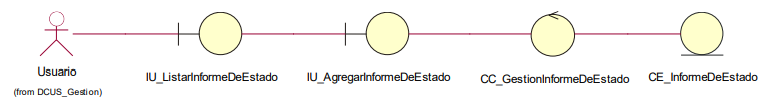 Usuario
(from DCUS_Gestion)
IU_ListarInformeDeEstado
IU_AgregarInformeDeEstado
CC_GestionInformeDeEstado
CE_InformeDeEstado